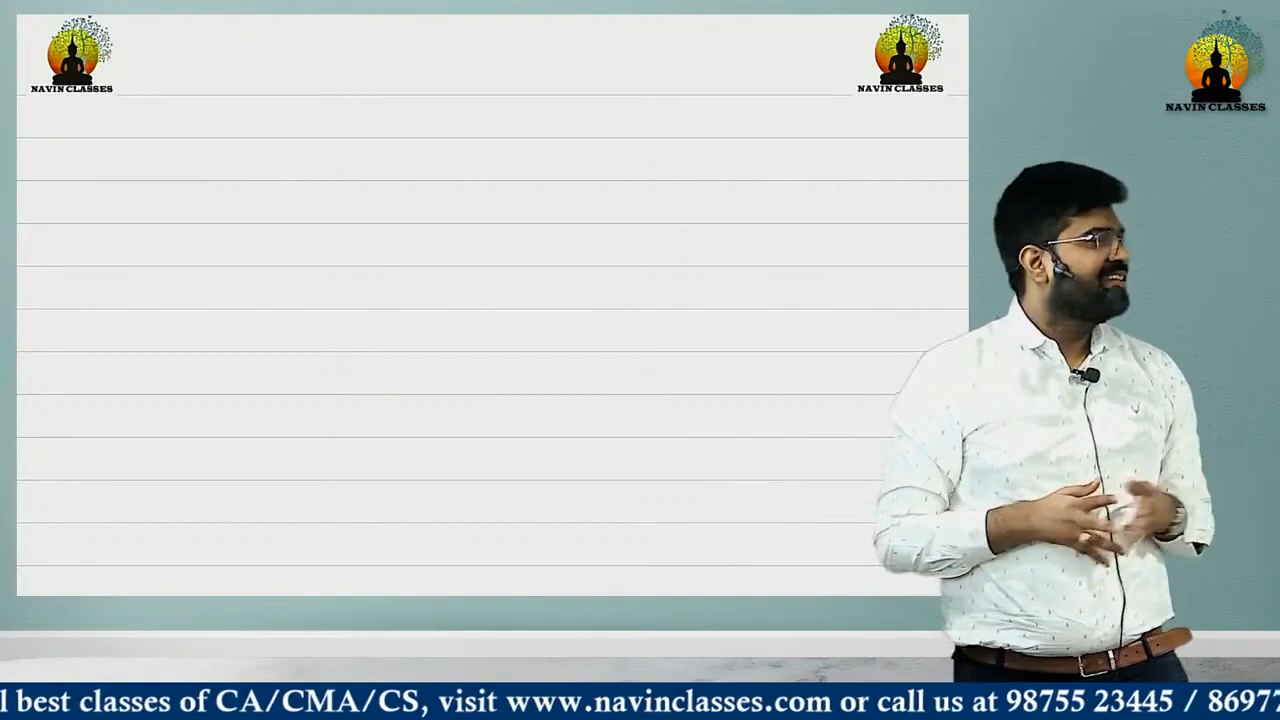 NAVIN CLASSES
NAVIN CLASSES
NAVIN CLASSES
l best classes of CA/CMA/CS, visit www.navinclasses.com or call us at 98755 23445 / 8697